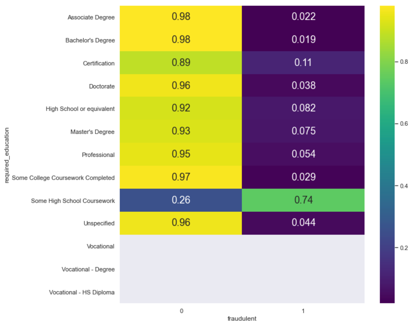 Associate Degree 0.98 0.022
Bachelor's Degree 0.98 0.019
Certification 0.89 0.11
Doctorate 0.96 0.038
High School or equivalent 0.92 0.082
Master's Degree 0.93 0.075
Professional 0.95 0.054
Some College Coursework Completed 0.97 0.029
Some High School Coursework 0.26 0.74
Unspecified 0.96 0.044
Vocational
Vocational - Degree
Vocational - HS Diploma
required_education
0 1
fraudulent
0.8
0.6
0.4
0.2